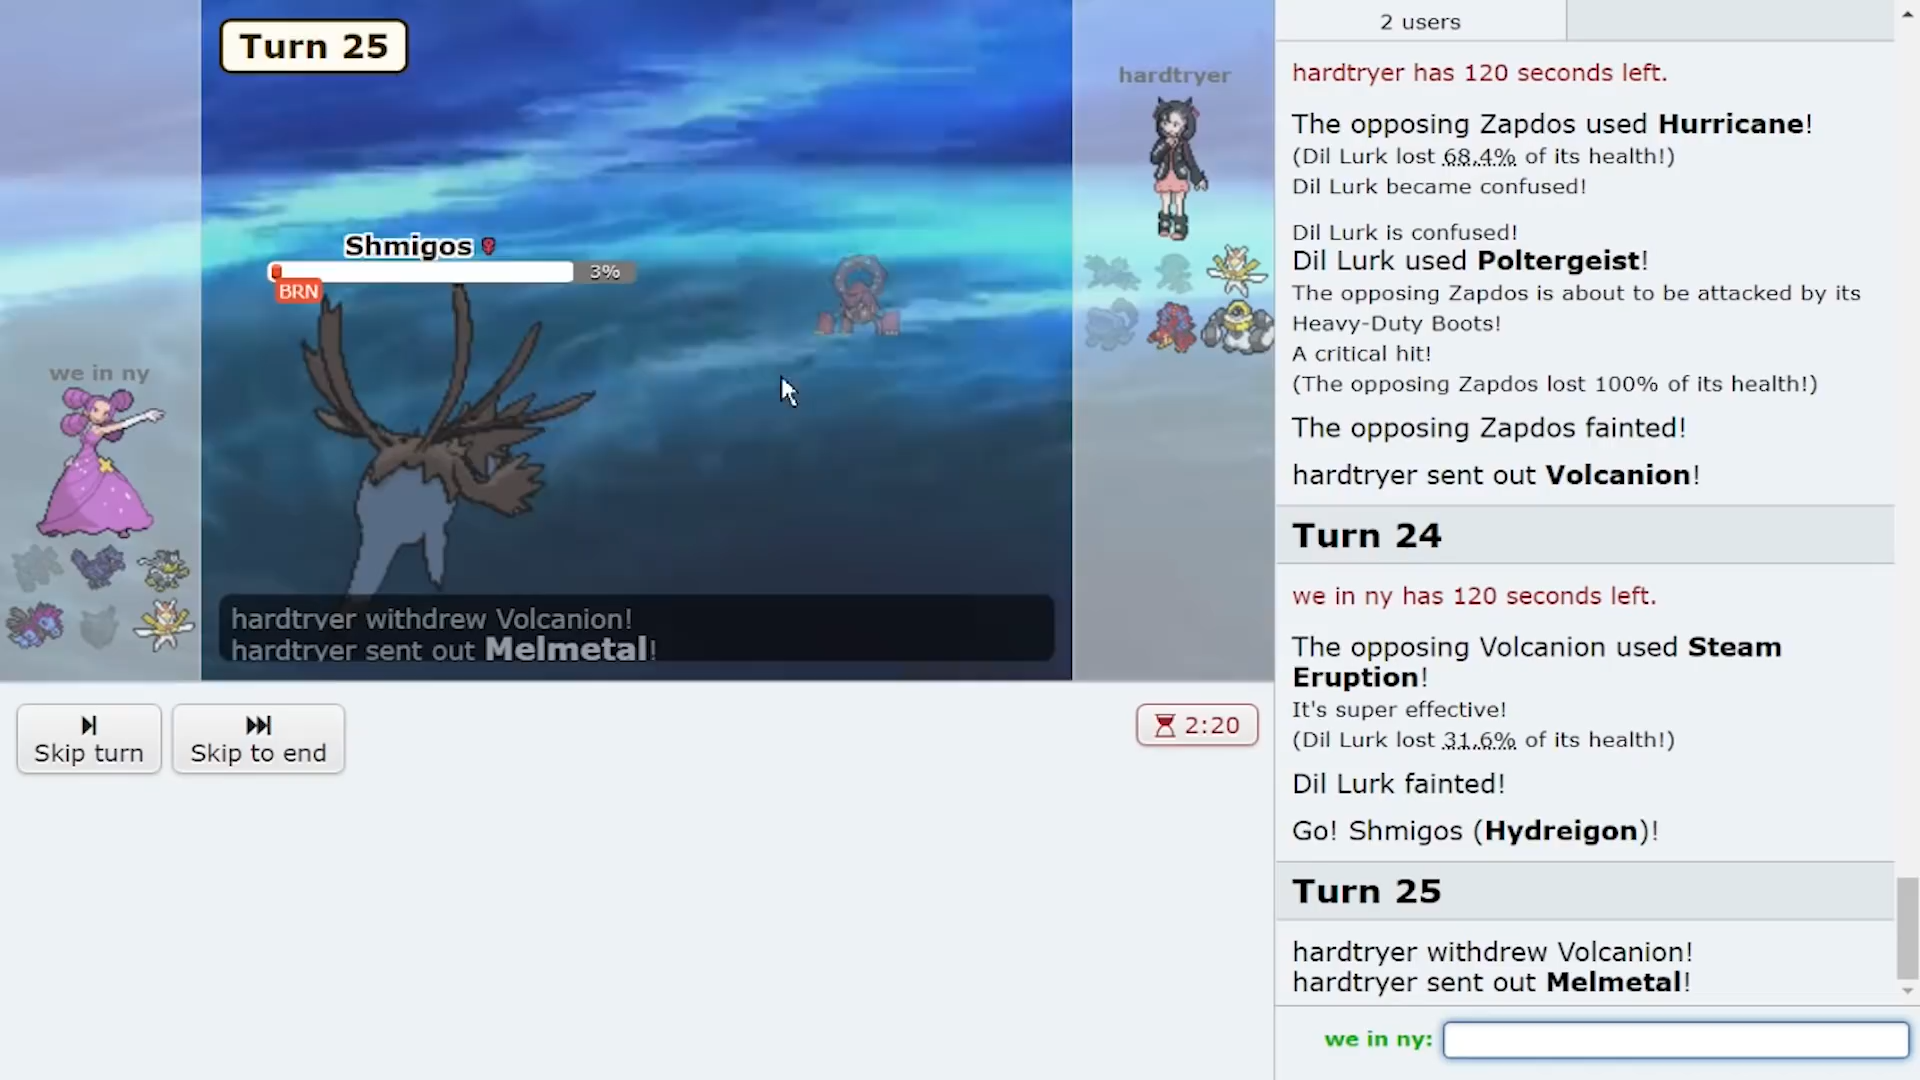 Turn 25
hardtryer
Shmigos
3%
BRN
we in ny
hardtryer withdrew Volcanion!
hardtryer sent out Melmetal!
Skip turn
Skip to end
2:20
2 users
hardtryer has 120 seconds left.
The opposing Zapdos used Hurricane!
(Dil Lurk lost 68.4% of its health!)
Dil Lurk became confused!
Dil Lurk is confused!
Dil Lurk used Poltergeist!
The opposing Zapdos is about to be attacked by its
Heavy-Duty Boots!
A critical hit!
(The opposing Zapdos lost 100% of its health!)
The opposing Zapdos fainted!
hardtryer sent out Volcanion!
Turn 24
we in ny has 120 seconds left.
The opposing Volcanion used Steam
Eruption!
It's super effective!
(Dil Lurk lost 31.6% of its health!)
Dil Lurk fainted!
Go! Shmigos (Hydreigon)!
Turn 25
hardtryer withdrew Volcanion!
hardtryer sent out Melmetal!
we in ny: